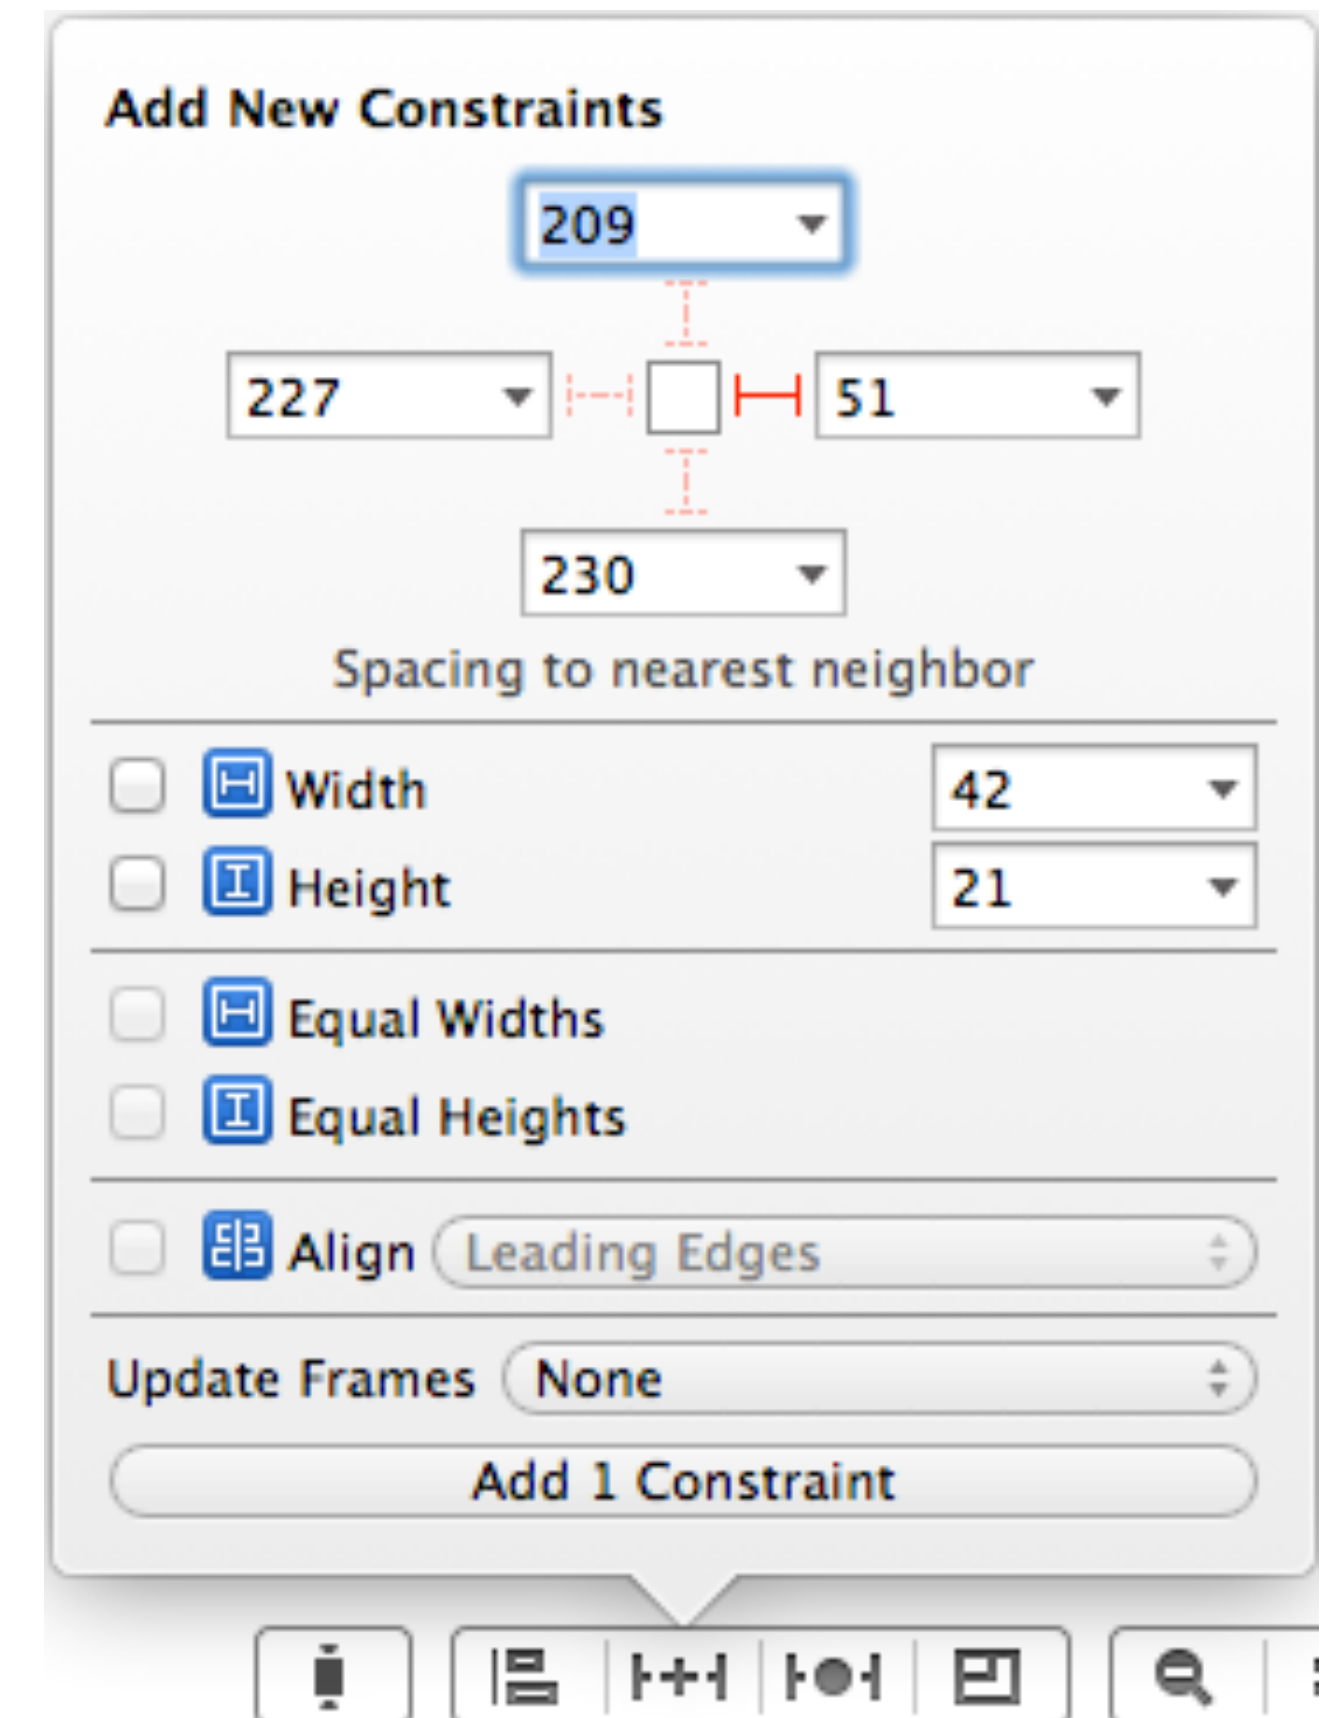 Add New Constraints
209
227 51
230
Spacing to nearest neighbor
Width 42
Height 21
Equal Widths
Equal Heights
Align Leading Edges
Update Frames None
Add 1 Constraint